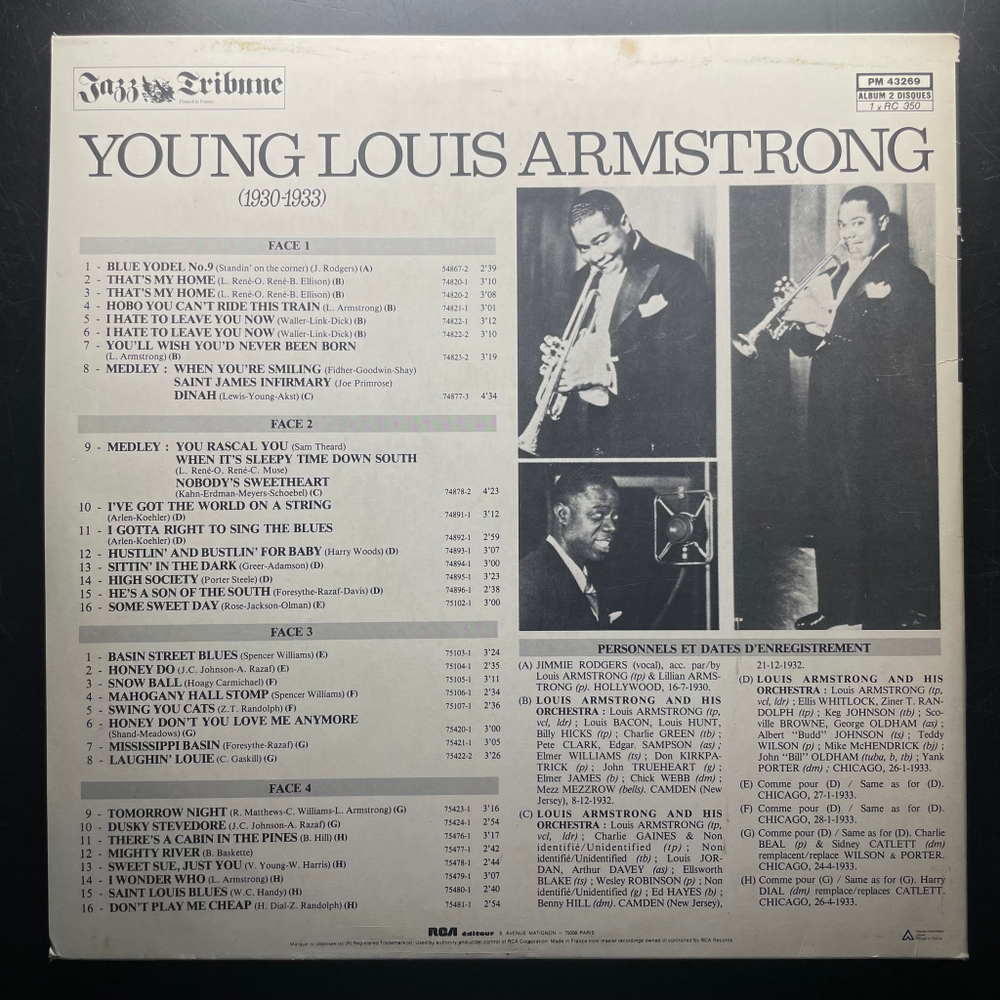 Jazz Tribune
Printed in France
PM 43269
ALBUM 2 DISQUES
1 x RC 350
YOUNG LOUIS ARMSTRONG
(1930-1933)
FACE 1
1 - BLUE YODEL No.9 (Standin' on the corner) (J. Rodgers) (A) 54867-2 2'39
2 - THAT'S MY HOME (L. René-O. René-B. Ellison) (B) 74820-1 3'10
3 - THAT'S MY HOME (L. René-O. René-B. Ellison) (B) 74820-2 3'08
4 - HOBO YOU CAN'T RIDE THIS TRAIN (L. Armstrong) (B) 74821-1 3'01
5 - I HATE TO LEAVE YOU NOW (Waller-Link-Dick) (B) 74822-1 3'12
6 - I HATE TO LEAVE YOU NOW (Waller-Link-Dick) (B) 74822-2 3'10
7 - YOU'LL WISH YOU'D NEVER BEEN BORN
(L. Armstrong) (B) 74823-2 3'19
8 - MEDLEY : WHEN YOU'RE SMILING (Fidher-Goodwin-Shay)
SAINT JAMES INFIRMARY (Joe Primrose)
DINAH (Lewis-Young-Akst) (C) 74877-3 4'34
FACE 2
9 - MEDLEY : YOU RASCAL YOU (Sam Theard)
WHEN IT'S SLEEPY TIME DOWN SOUTH
(L. René-O. René-C. Muse)
NOBODY'S SWEETHEART
(Kahn-Erdman-Meyers-Schoebel) (C) 74878-2 4'23
10 - I'VE GOT THE WORLD ON A STRING
(Arlen-Koehler) (D) 74891-1 3'12
11 - I GOTTA RIGHT TO SING THE BLUES
(Arlen-Koehler) (D) 74892-1 2'59
12 - HUSTLIN' AND BUSTLIN' FOR BABY (Harry Woods) (D) 74893-1 3'07
13 - SITTIN' IN THE DARK (Greer-Adamson) (D) 74894-1 3'00
14 - HIGH SOCIETY (Porter Steele) (D) 74895-1 3'23
15 - HE'S A SON OF THE SOUTH (Foresythe-Razaf-Davis) (D) 74896-1 2'38
16 - SOME SWEET DAY (Rose-Jackson-Olman) (E) 75102-1 3'00
FACE 3
1 - BASIN STREET BLUES (Spencer Williams) (E) 75103-1 3'24
2 - HONEY DO (J.C. Johnson-A. Razaf) (E) 75104-1 2'35
3 - SNOW BALL (Hoagy Carmichael) (F) 75105-1 3'11
4 - MAHOGANY HALL STOMP (Spencer Williams) (F) 75106-1 2'34
5 - SWING YOU CATS (Z.T. Randolph) (F) 75107-1 2'36
6 - HONEY DON'T YOU LOVE ME ANYMORE
(Shand-Meadows) (G) 75420-1 3'00
7 - MISSISSIPPI BASIN (Foresythe-Razaf) (G) 75421-1 3'05
8 - LAUGHIN' LOUIE (C. Gaskill) (G) 75422-2 3'26
FACE 4
9 - TOMORROW NIGHT (R. Matthews-C. Williams-L. Armstrong) (G) 75423-1 3'16
10 - DUSKY STEVEDORE (J.C. Johnson-A. Razaf) (G) 75424-1 2'54
11 - THERE'S A CABIN IN THE PINES (B. Hill) (H) 75476-1 3'17
12 - MIGHTY RIVER (B. Baskette) 75477-1 2'42
13 - SWEET SUE, JUST YOU (V. Young-W. Harris) (H) 75478-1 2'44
14 - I WONDER WHO (L. Armstrong) (H) 75479-1 3'07
15 - SAINT LOUIS BLUES (W.C. Handy) (H) 75480-1 2'40
16 - DON'T PLAY ME CHEAP (H. Dial-Z. Randolph) (H) 75481-1 2'54
PERSONNELS ET DATES D'ENREGISTREMENT
(A) JIMMIE RODGERS (vocal), acc. par/by
Louis ARMSTRONG (tp) & Lillian ARMS-
TRONG (p). HOLLYWOOD, 16-7-1930.
(B) LOUIS ARMSTRONG AND HIS
ORCHESTRA : Louis ARMSTRONG (tp,
vcl, ldr) ; Louis BACON, Louis HUNT,
Billy HICKS (tp) ; Charlie GREEN (tb) ;
Pete CLARK, Edgar SAMPSON (as) ;
Elmer WILLIAMS (ts) ; Don KIRKPA-
TRICK (p) ; John TRUEHEART (g) ;
Elmer JAMES (b) ; Chick WEBB (dm) ;
Mezz MEZZROW (bells). CAMDEN (New
Jersey), 8-12-1932.
(C) LOUIS ARMSTRONG AND HIS
ORCHESTRA : Louis ARMSTRONG (tp,
vcl, ldr) ; Charlie GAINES & Non
identifié/Unidentified (tp) ; Non
identifié/Unidentified (tb) ; Louis JOR-
DAN, Arthur DAVEY (as) ; Ellsworth
BLAKE (ts) ; Wesley ROBINSON (p) ; Non
identifié/Unidentified (g) ; Ed HAYES (b) ;
Benny HILL (dm). CAMDEN (New Jersey),
21-12-1932.
(D) LOUIS ARMSTRONG AND HIS
ORCHESTRA : Louis ARMSTRONG (tp,
vcl, ldr) ; Ellis WHITLOCK, Ziner T. RAN-
DOLPH (tp) ; Keg JOHNSON (tb) ; Sco-
ville BROWNE, George OLDHAM (as) ;
Albert "Budd" JOHNSON (ts) ; Teddy
WILSON (p) ; Mike McHENDRICK (bj) ;
John "Bill" OLDHAM (tuba, b, tb) ; Yank
PORTER (dm) ; CHICAGO, 26-1-1933.
(E) Comme pour (D) / Same as for (D).
CHICAGO, 27-1-1933.
(F) Comme pour (D) / Same as for (D).
CHICAGO, 28-1-1933.
(G) Comme pour (D) / Same as for (D). Charlie
BEAL (p) & Sidney CATLETT (dm)
remplacent/replace WILSON & PORTER.
CHICAGO, 24-4-1933.
(H) Comme pour (G) / Same as for (G). Harry
DIAL (dm) remplace/replaces CATLETT.
CHICAGO, 26-4-1933.
RCA éditeur 9, AVENUE MATIGNON - 75008 PARIS
Marque(s) déposée(s) (R) Registered Trademark(s). Used by authority and under control of RCA Corporation. Made in France from master recordings owned or controlled by RCA Records